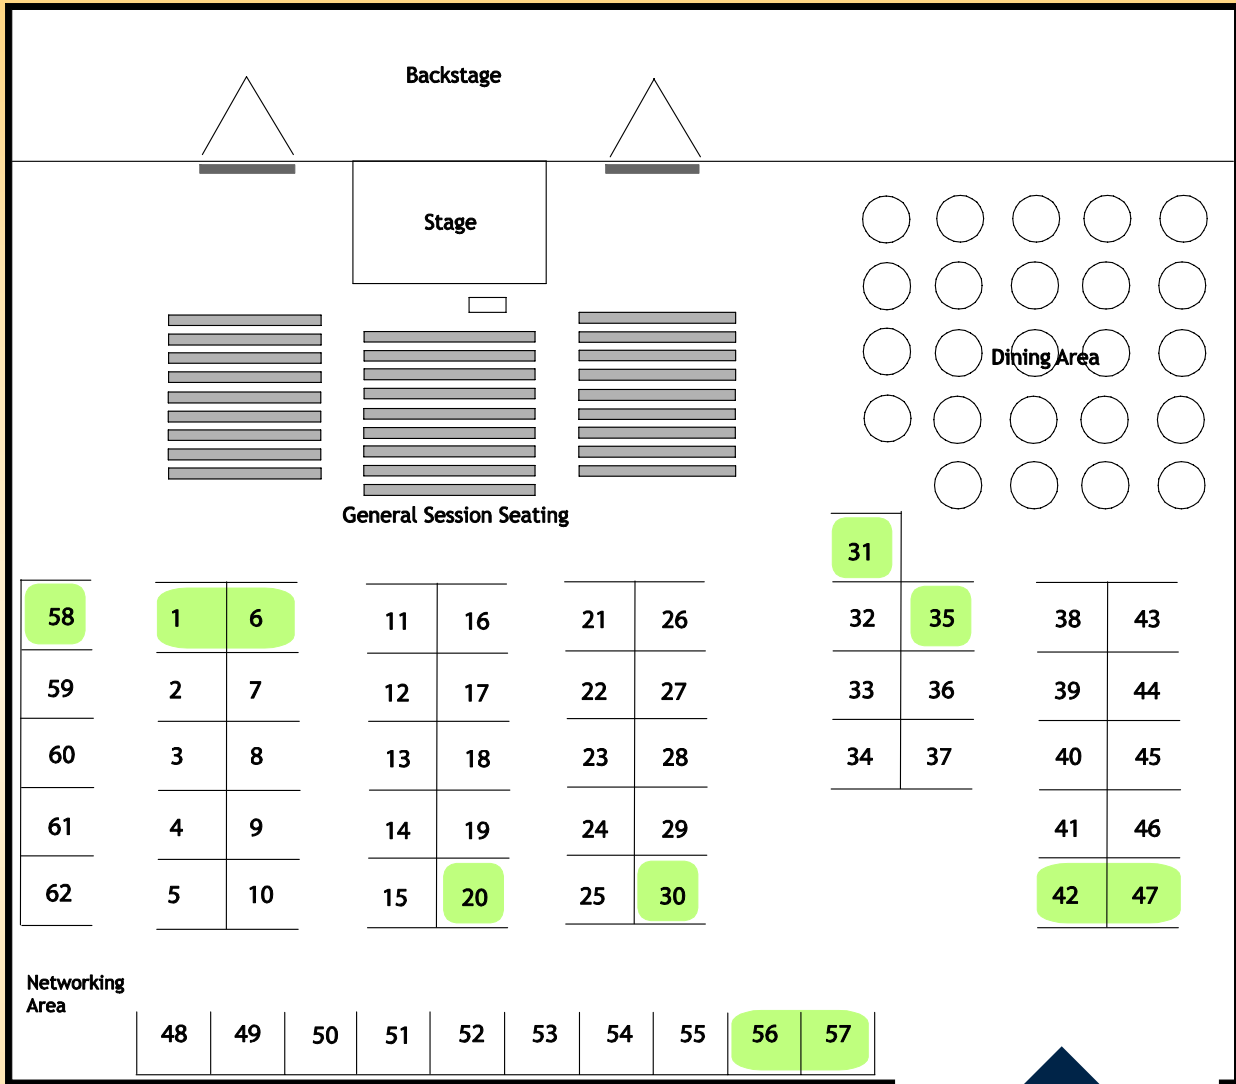 Backstage
Stage
Dining Area
General Session Seating
31
58 1 6 11 16 21 26 32 35 38 43
59 2 7 12 17 22 27 33 36 39 44
60 3 8 13 18 23 28 34 37 40 45
61 4 9 14 19 24 29 41 46
62 5 10 15 20 25 30 42 47
Networking
Area
48 49 50 51 52 53 54 55 56 57